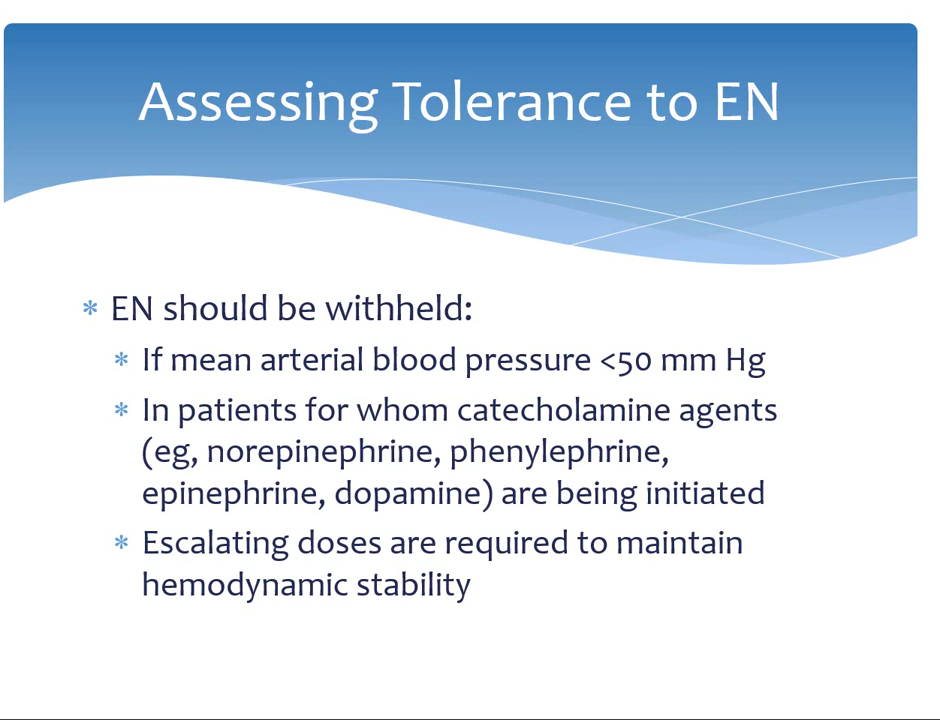 Assessing Tolerance to EN
* EN should be withheld:
* If mean arterial blood pressure <50 mm Hg
* In patients for whom catecholamine agents
(eg, norepinephrine, phenylephrine,
epinephrine, dopamine) are being initiated
* Escalating doses are required to maintain
hemodynamic stability